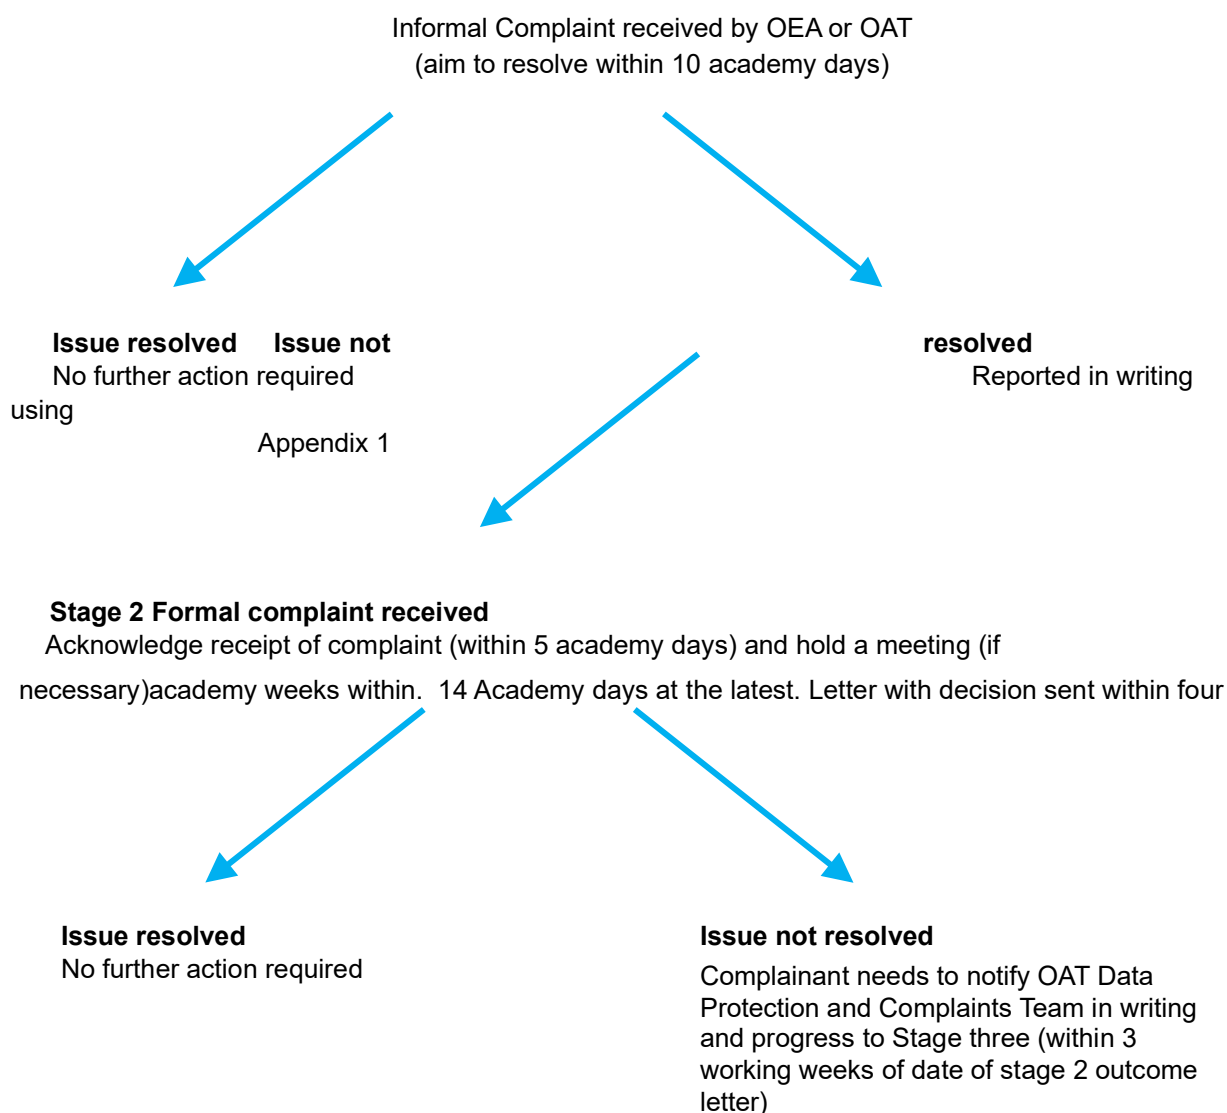 Informal Complaint received by OEA or OAT
(aim to resolve within 10 academy days)
Issue resolved Issue not resolved
No further action required Reported in writing
using
Appendix 1
Stage 2 Formal complaint received
Acknowledge receipt of complaint (within 5 academy days) and hold a meeting (if
necessary)academy weeks within. 14 Academy days at the latest. Letter with decision sent within four
Issue resolved
No further action required
Issue not resolved
Complainant needs to notify OAT Data
Protection and Complaints Team in writing
and progress to Stage three (within 3
working weeks of date of stage 2 outcome
letter)